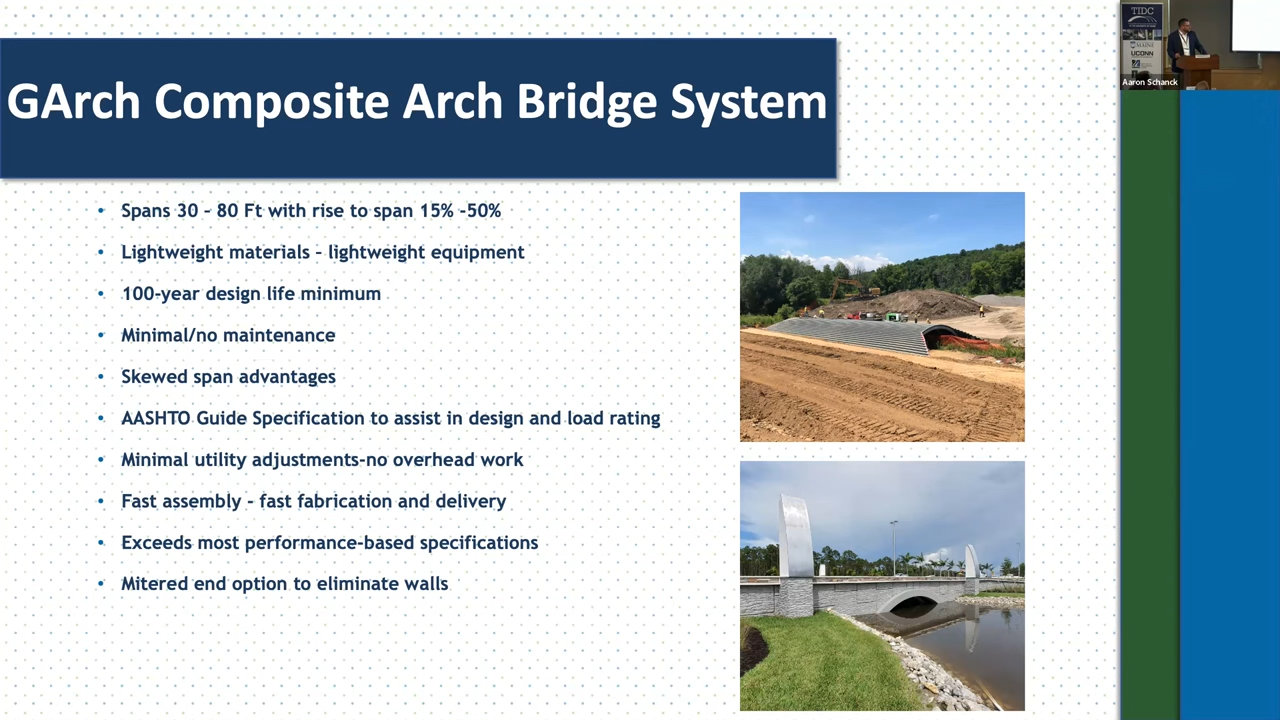 GArch Composite Arch Bridge System
• Spans 30 – 80 Ft with rise to span 15% -50%
• Lightweight materials – lightweight equipment
• 100-year design life minimum
• Minimal/no maintenance
• Skewed span advantages
• AASHTO Guide Specification to assist in design and load rating
• Minimal utility adjustments-no overhead work
• Fast assembly – fast fabrication and delivery
• Exceeds most performance-based specifications
• Mitered end option to eliminate walls
TIDC
MAINE
UCONN
Aaron Schanck